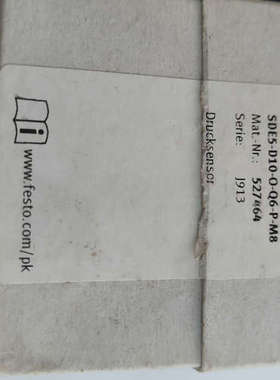 SDE5-D10-O-Q6-P-M8
Mat.-Nr.: 527464
Serie: J913
Drucksensor
www.festo.com/pk